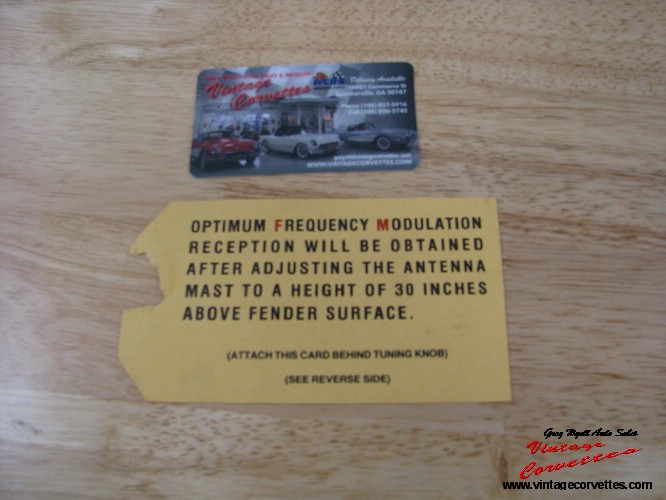 Vintage
Corvettes
Delivery Available
WWW.VINTAGECORVETTES.COM
OPTIMUM FREQUENCY MODULATION
RECEPTION WILL BE OBTAINED
AFTER ADJUSTING THE ANTENNA
MAST TO A HEIGHT OF 30 INCHES
ABOVE FENDER SURFACE.
(ATTACH THIS CARD BEHIND TUNING KNOB)
(SEE REVERSE SIDE)
Auto Sales
Vintage
Corvettes
www.vintagecorvettes.com